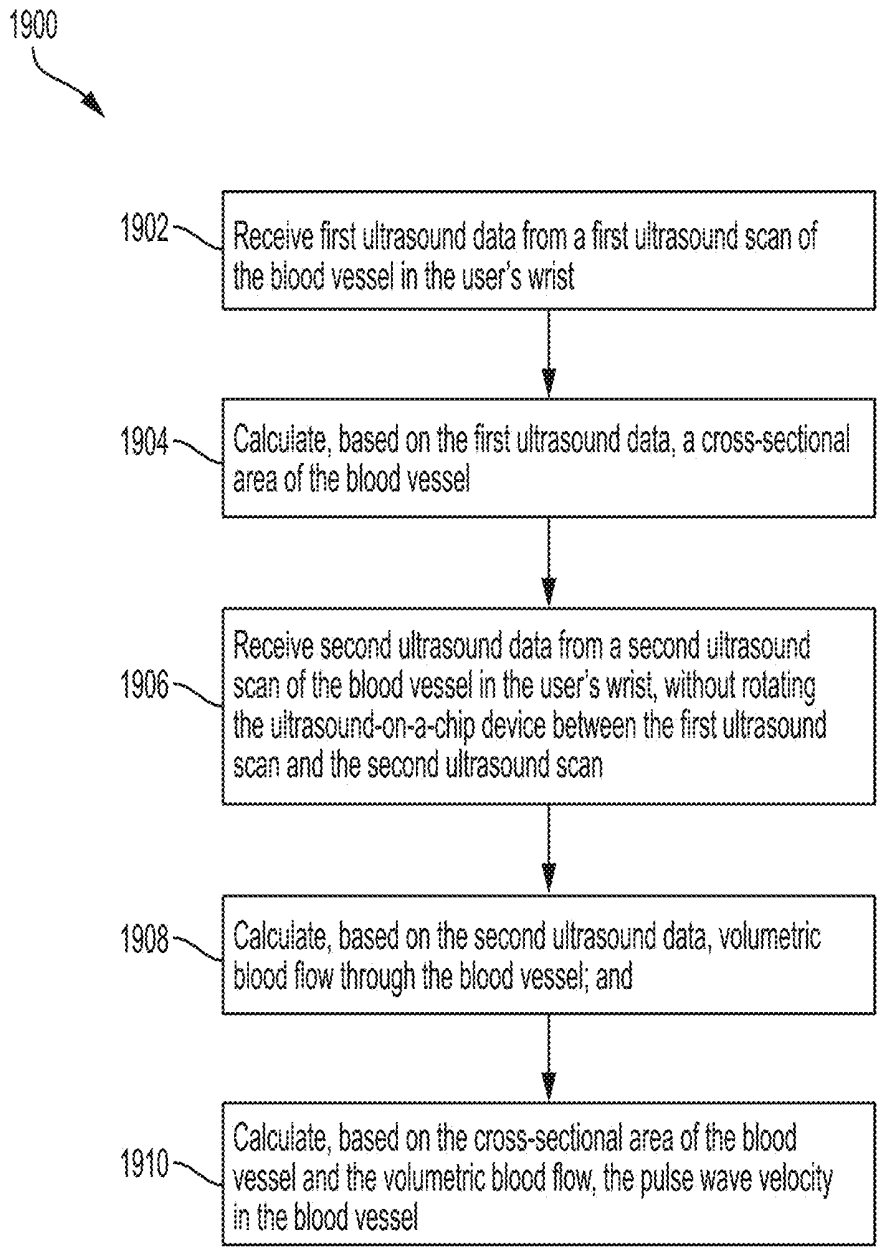 1900
1902
Receive first ultrasound data from a first ultrasound scan of
the blood vessel in the user's wrist
1904
Calculate, based on the first ultrasound data, a cross-sectional
area of the blood vessel
1906
Receive second ultrasound data from a second ultrasound
scan of the blood vessel in the user's wrist, without rotating
the ultrasound-on-a-chip device between the first ultrasound
scan and the second ultrasound scan
1908
Calculate, based on the second ultrasound data, volumetric
blood flow through the blood vessel; and
1910
Calculate, based on the cross-sectional area of the blood
vessel and the volumetric blood flow, the pulse wave velocity
in the blood vessel